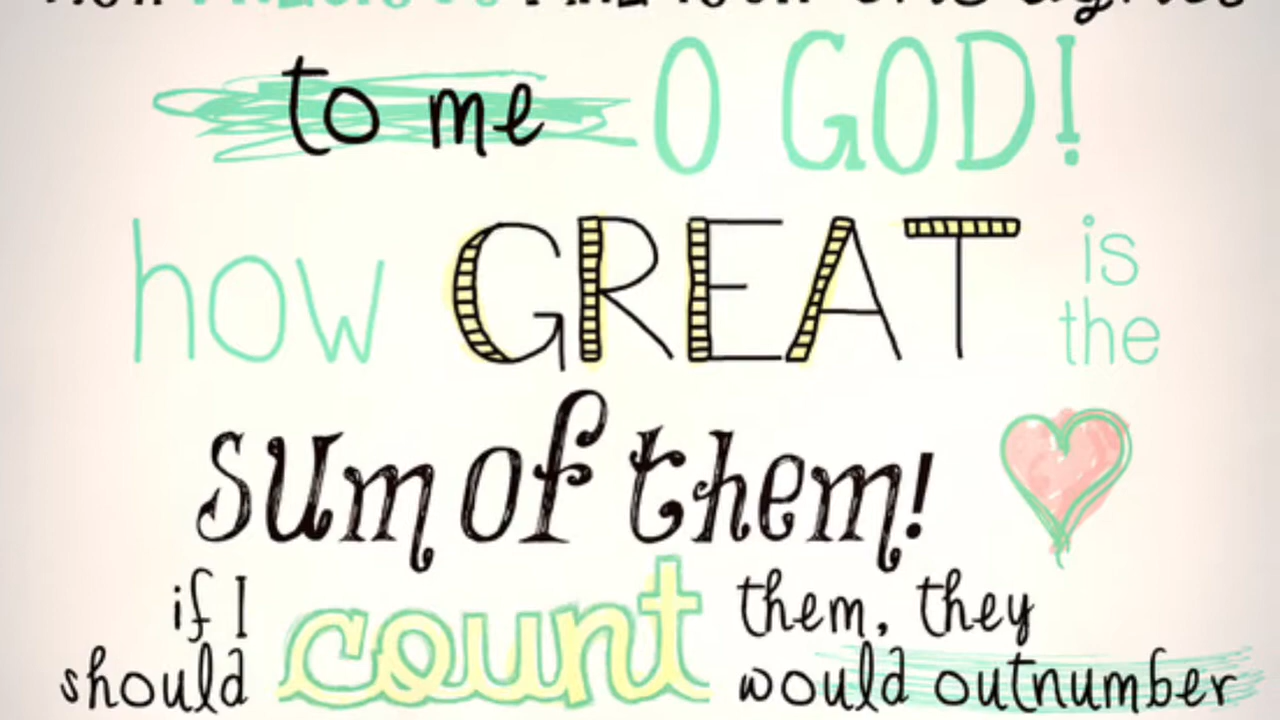 to me O GOD!
how GREAT is
the
sum of them!
if I
should
count
them, they
would outnumber